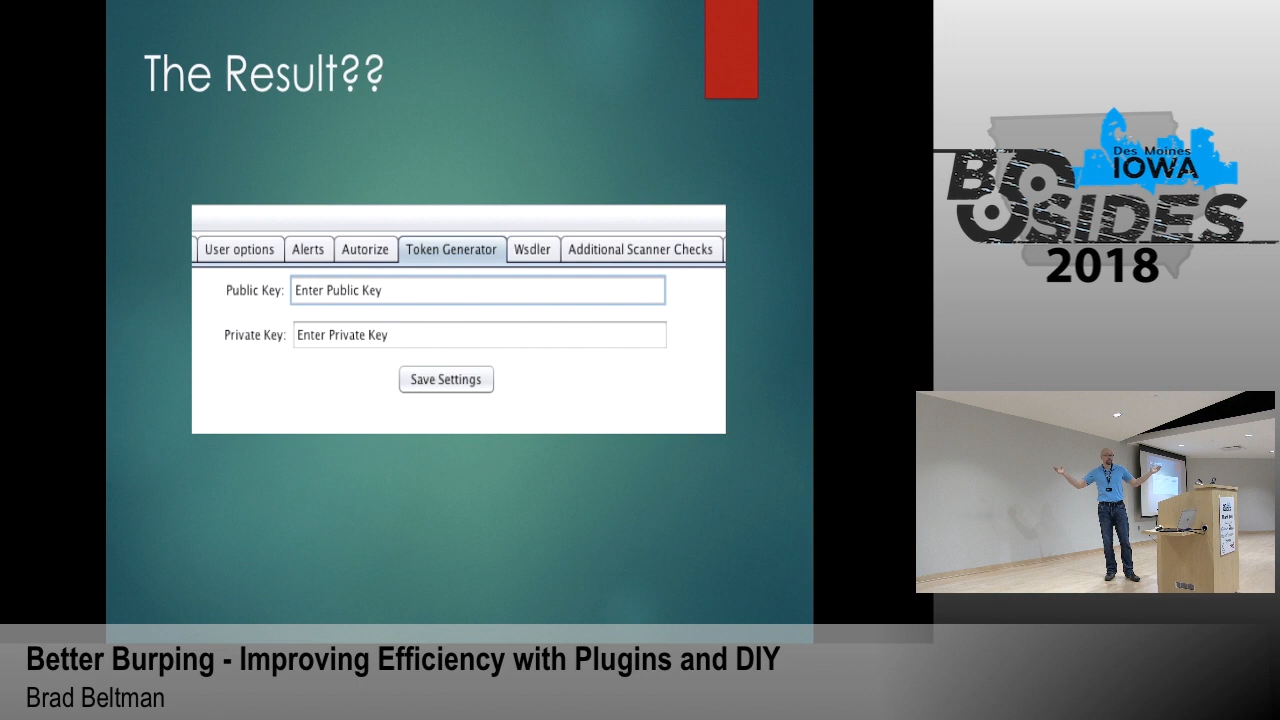 The Result??
User options Alerts Autorize Token Generator Wsdler Additional Scanner Checks
Public Key: Enter Public Key
Private Key: Enter Private Key
Save Settings
Des Moines
IOWA
BSIDES
2018
Better Burping - Improving Efficiency with Plugins and DIY
Brad Beltman